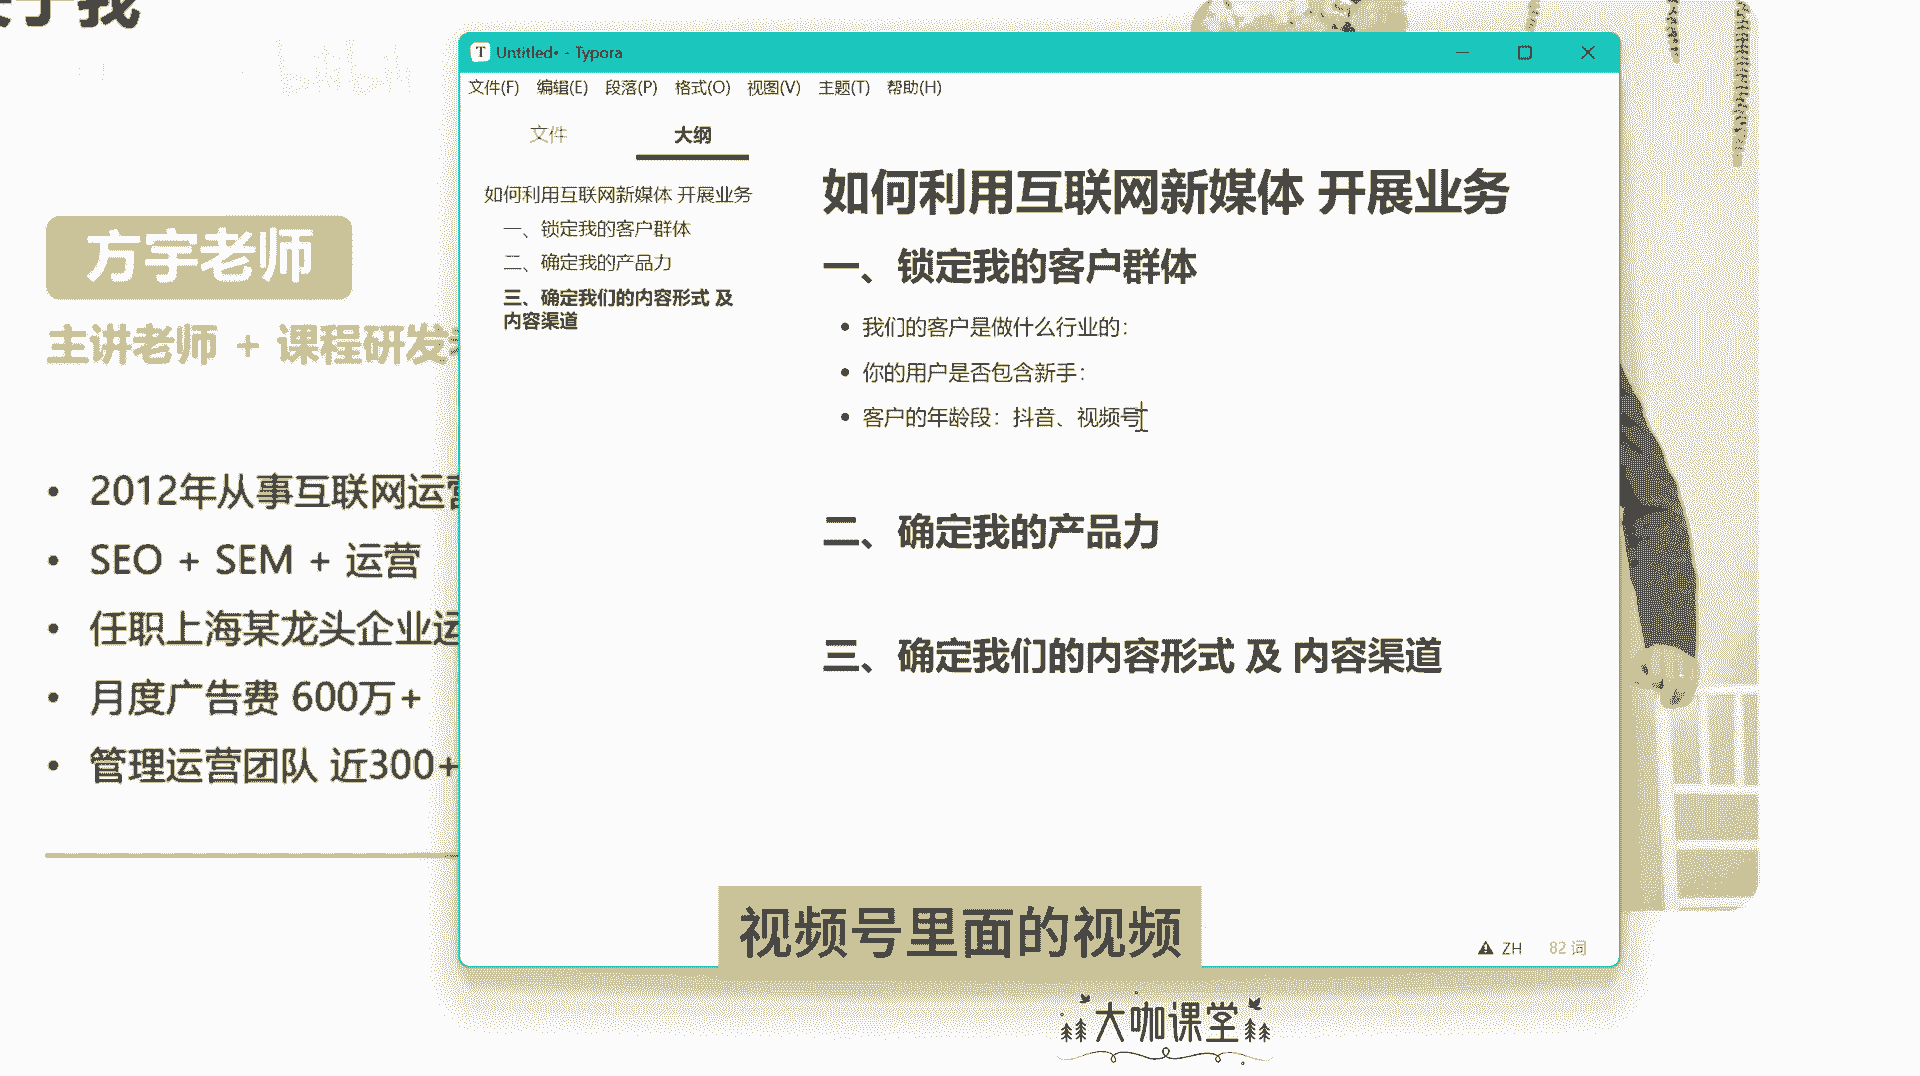 Untitled• - Typora
文件(F) 编辑(E) 段落(P) 格式(O) 视图(V) 主题(T) 帮助(H)
文件 大纲
如何利用互联网新媒体 开展业务
一、锁定我的客户群体
二、确定我的产品力
三、确定我们的内容形式 及
内容渠道
如何利用互联网新媒体 开展业务
一、锁定我的客户群体
• 我们的客户是做什么行业的：
• 你的用户是否包含新手：
• 客户的年龄段：抖音、视频号
二、确定我的产品力
三、确定我们的内容形式 及 内容渠道
ZH 82 词
方宇老师
主讲老师 + 课程研发
• 2012年从事互联网运营
• SEO + SEM + 运营
• 任职上海某龙头企业运
• 月度广告费 600万+
• 管理运营团队 近300+
视频号里面的视频
大咖课堂
bilibili